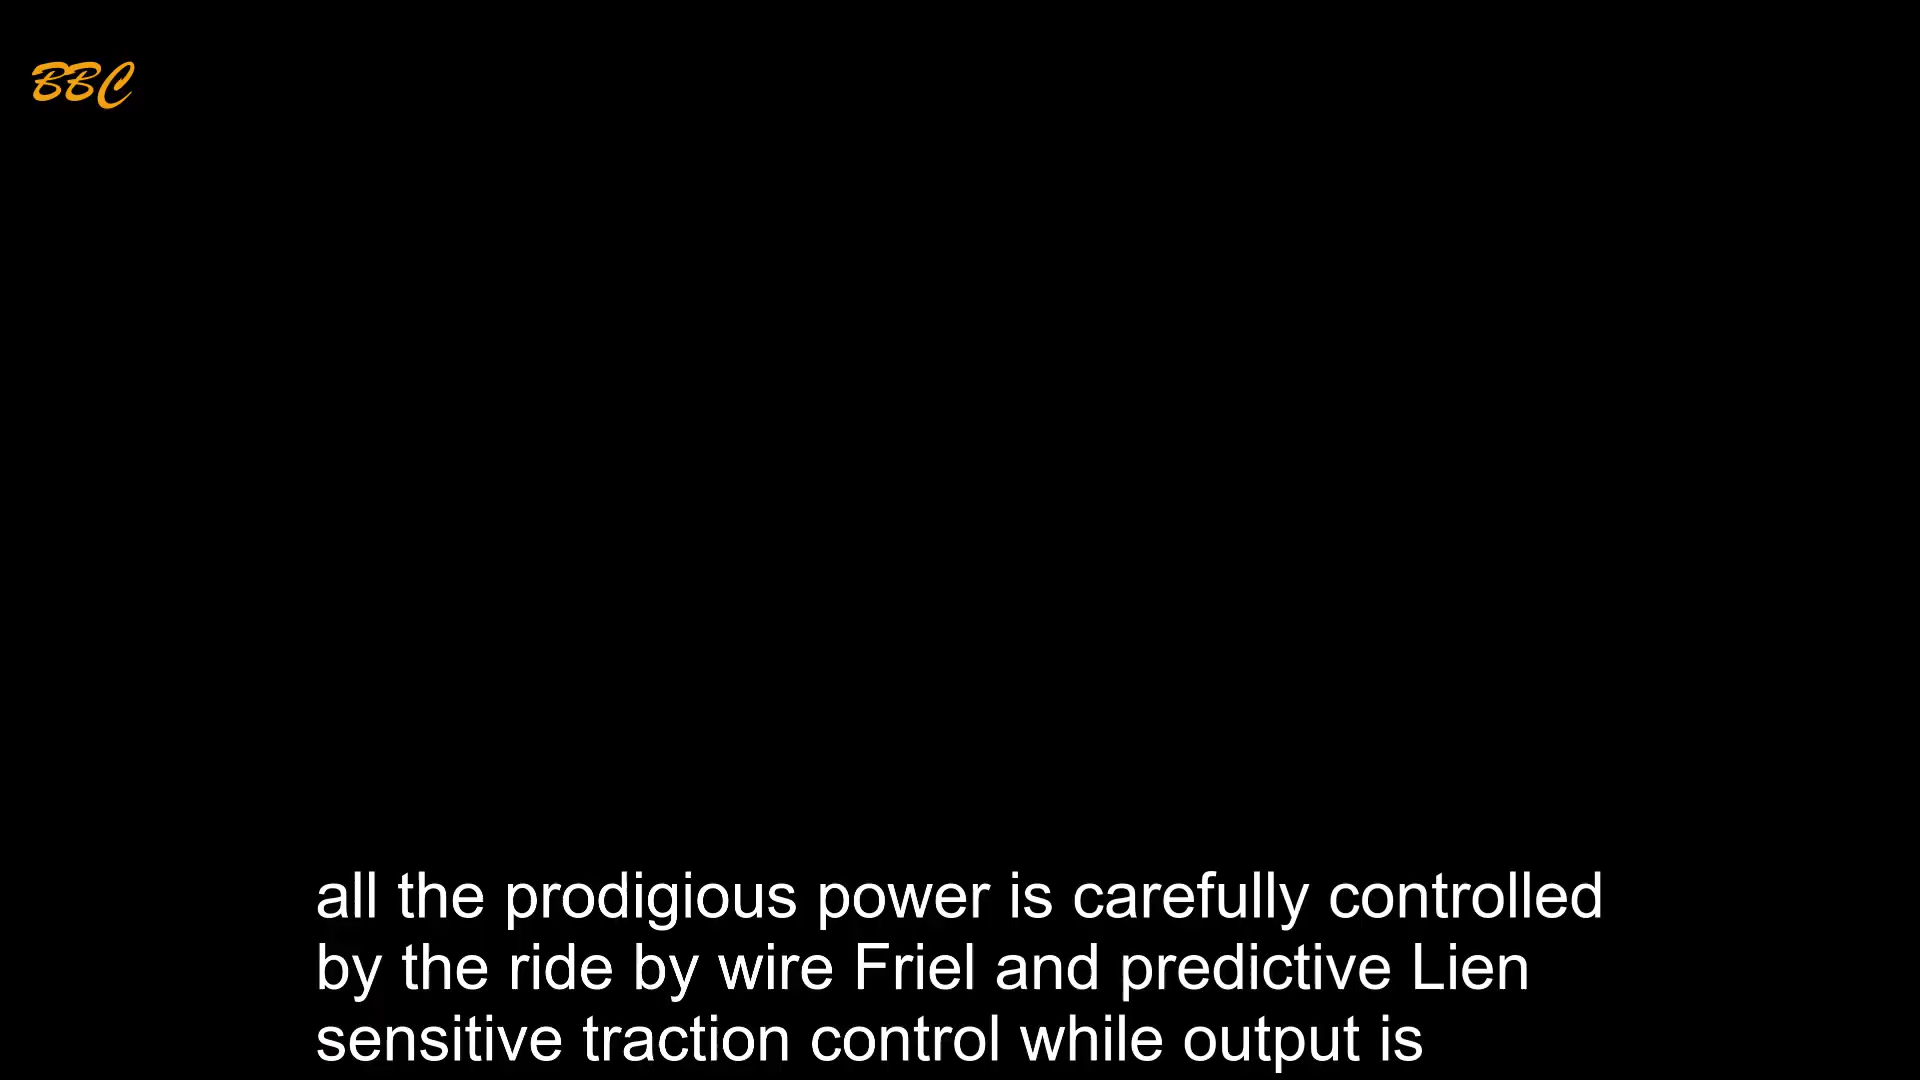 BBC
all the prodigious power is carefully controlled
by the ride by wire Friel and predictive Lien
sensitive traction control while output is